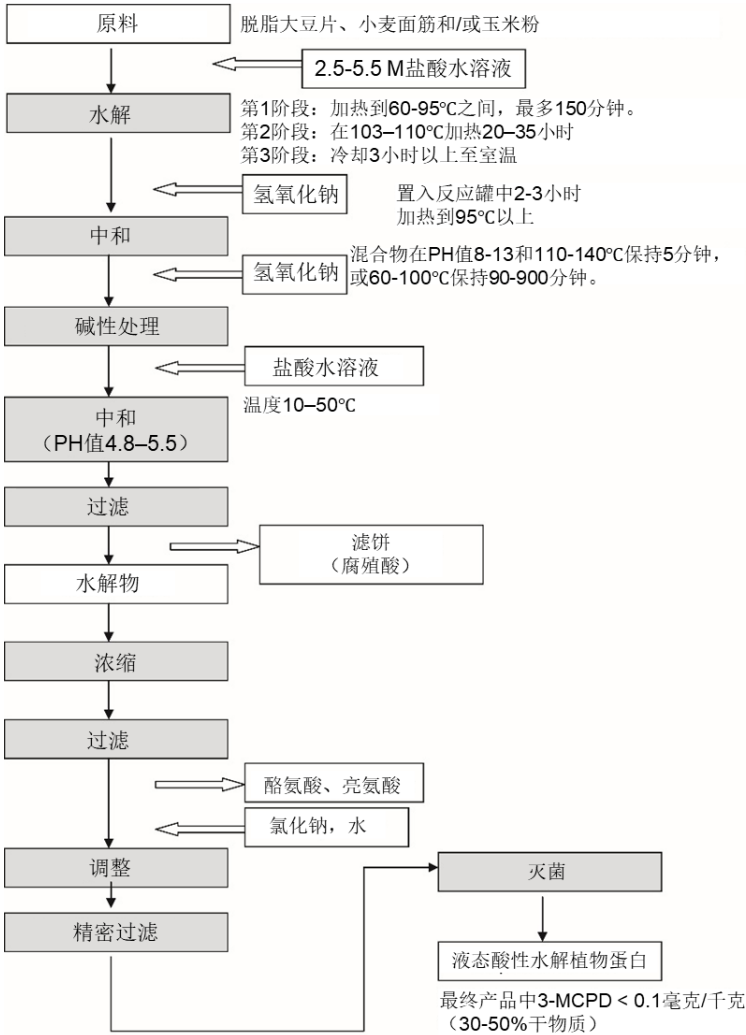 原料
脱脂大豆片、小麦面筋和/或玉米粉
2.5-5.5 M盐酸水溶液
水解
第1阶段：加热到60-95℃之间，最多150分钟。
第2阶段：在103–110℃加热20–35小时
第3阶段：冷却3小时以上至室温
氢氧化钠
置入反应罐中2-3小时
加热到95℃以上
中和
氢氧化钠
混合物在PH值8-13和110-140℃保持5分钟，
或60-100℃保持90-900分钟。
碱性处理
盐酸水溶液
中和
（PH值4.8–5.5）
温度10–50℃
过滤
滤饼
（腐殖酸）
水解物
浓缩
过滤
酪氨酸、亮氨酸
氯化钠，水
调整
灭菌
精密过滤
液态酸性水解植物蛋白
最终产品中3-MCPD < 0.1毫克/千克
（30-50%干物质）